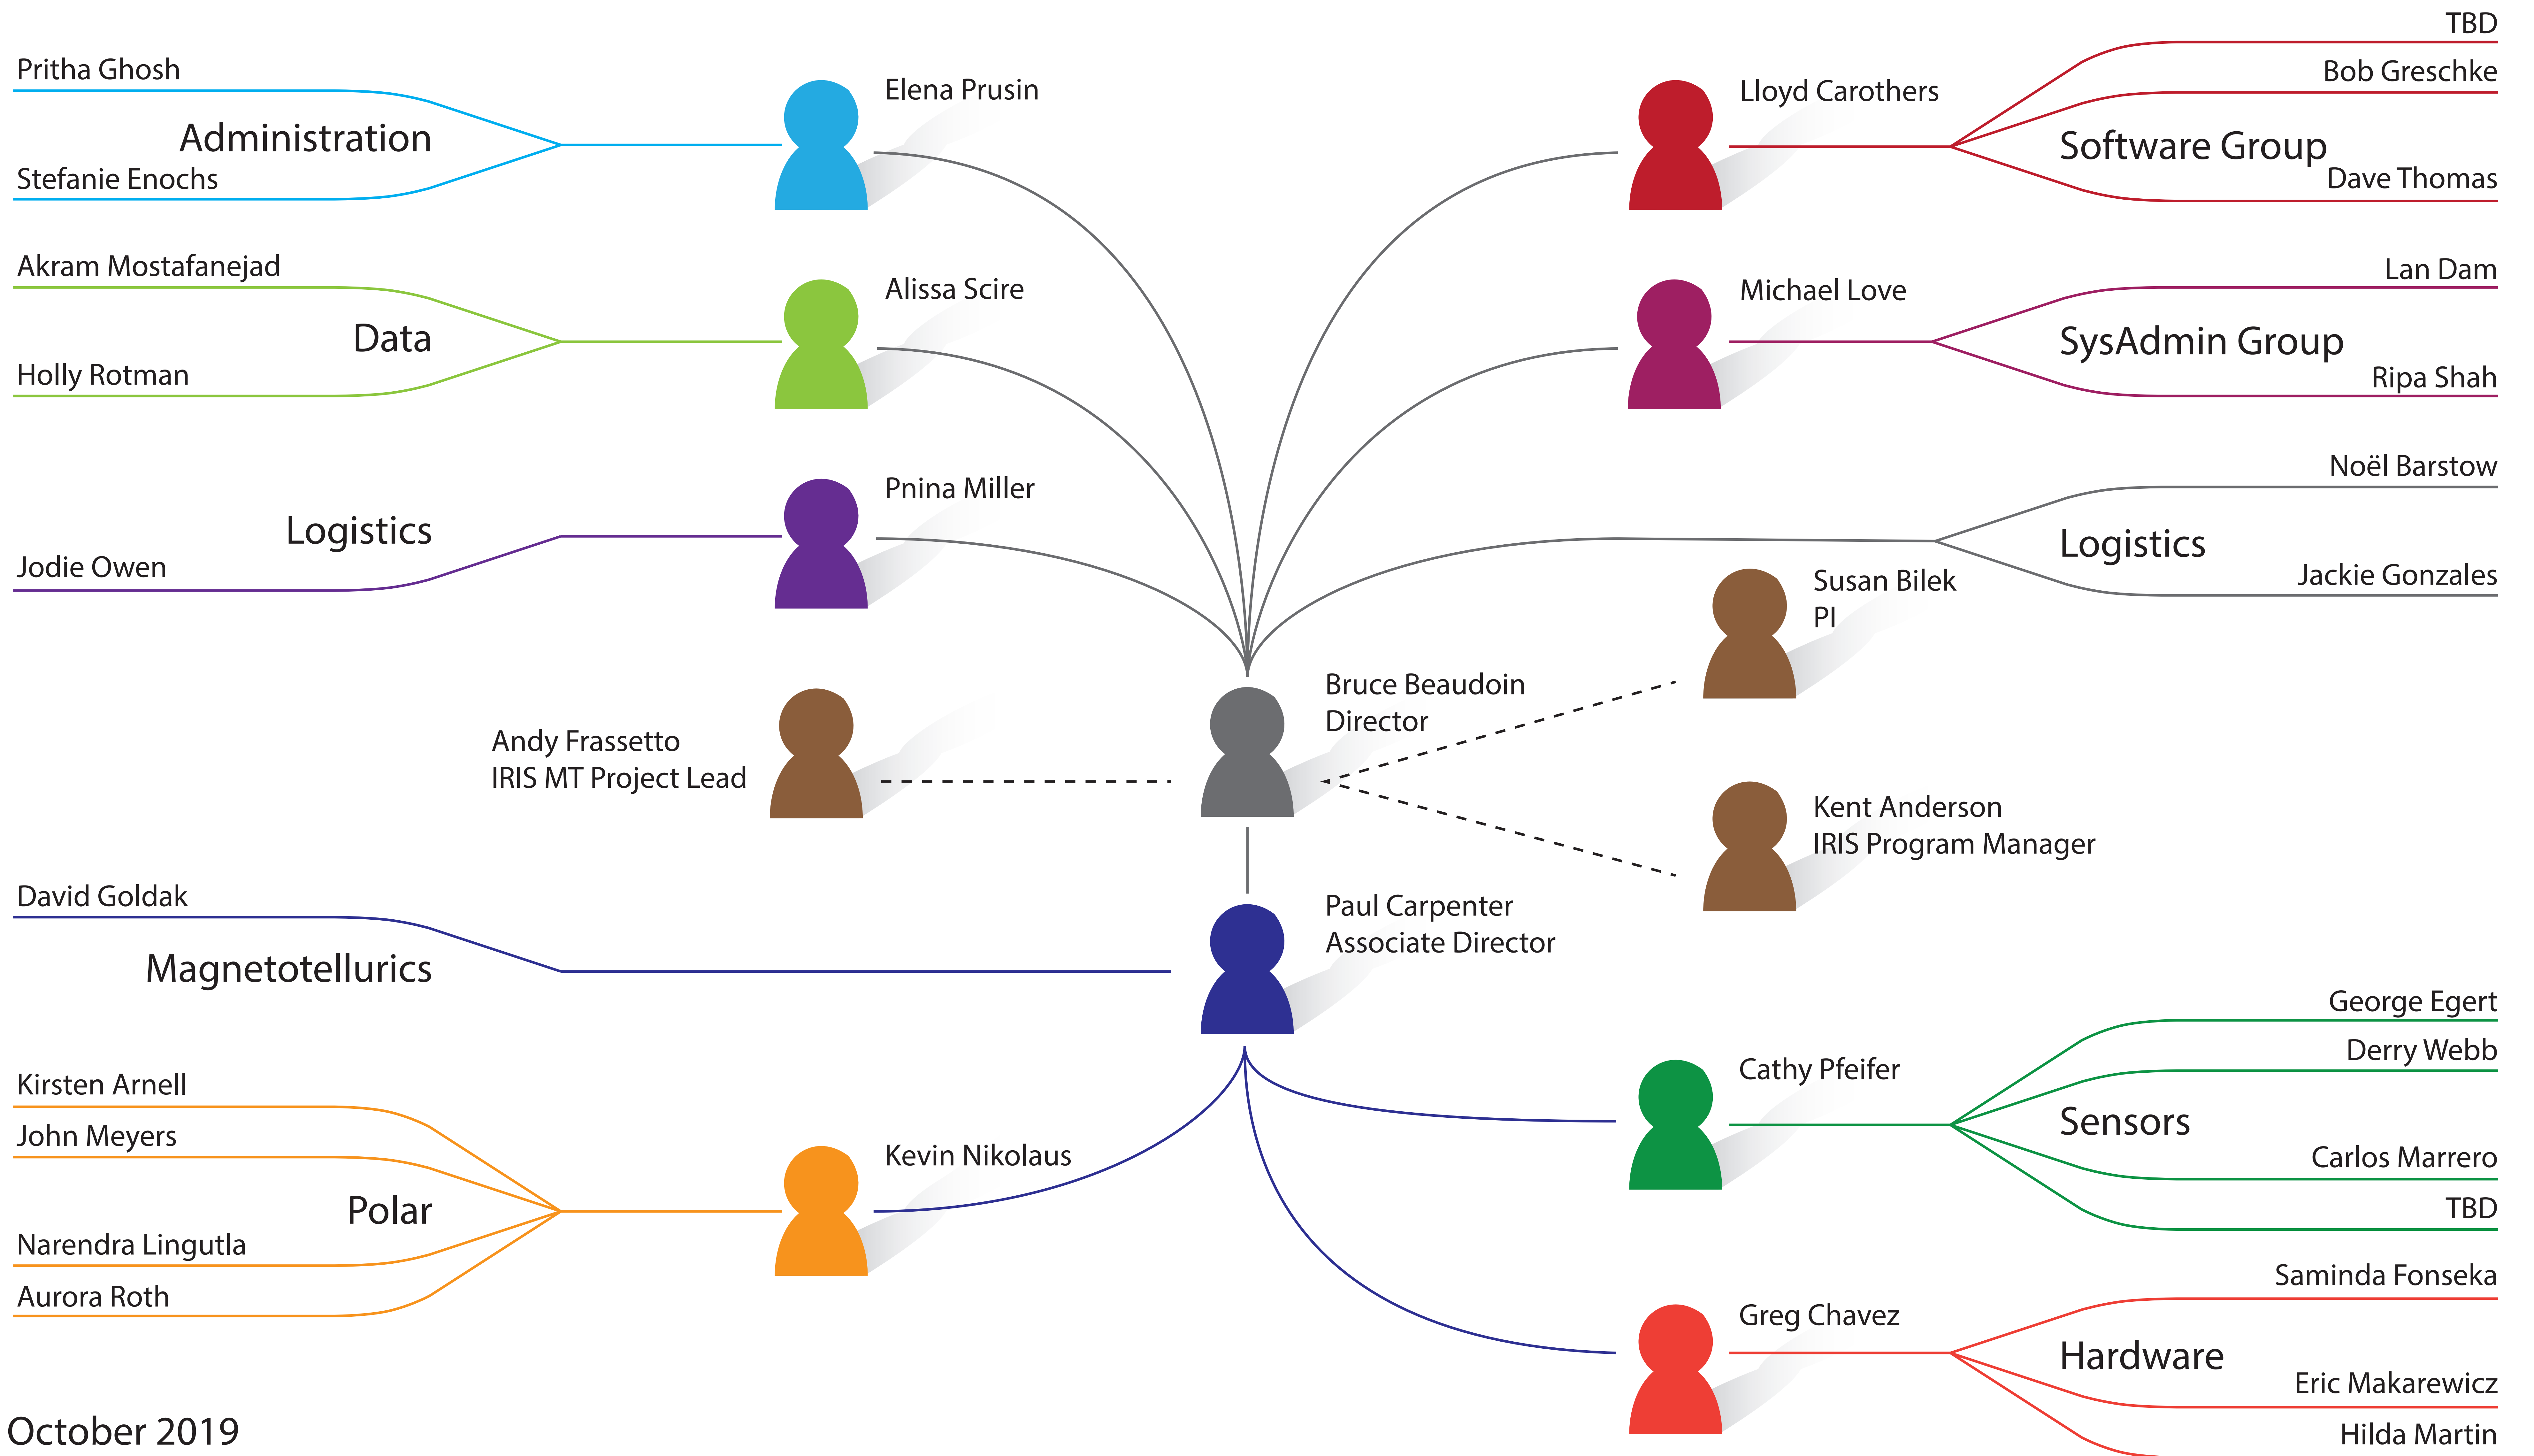 TBD
Pritha Ghosh
Elena Prusin
Lloyd Carothers
Bob Greschke
Administration
Software Group
Stefanie Enochs
Dave Thomas
Akram Mostafanejad
Alissa Scire
Michael Love
Lan Dam
Data
SysAdmin Group
Holly Rotman
Ripa Shah
Pnina Miller
Noël Barstow
Logistics
Logistics
Jodie Owen
Susan Bilek
PI
Jackie Gonzales
Bruce Beaudoin
Director
Andy Frassetto
IRIS MT Project Lead
Kent Anderson
IRIS Program Manager
David Goldak
Paul Carpenter
Associate Director
Magnetotellurics
George Egert
Derry Webb
Cathy Pfeifer
Kirsten Arnell
John Meyers
Sensors
Kevin Nikolaus
Carlos Marrero
Polar
TBD
Narendra Lingutla
Aurora Roth
Saminda Fonseka
Greg Chavez
Hardware
Eric Makarewicz
Hilda Martin
October 2019